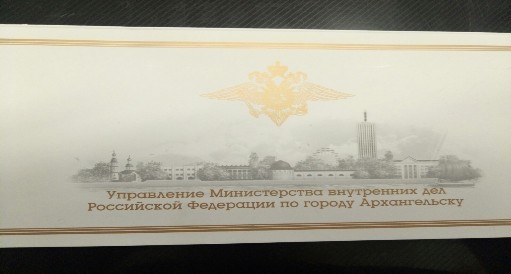 Управление Министерства внутренних дел
Российской Федерации по городу Архангельску